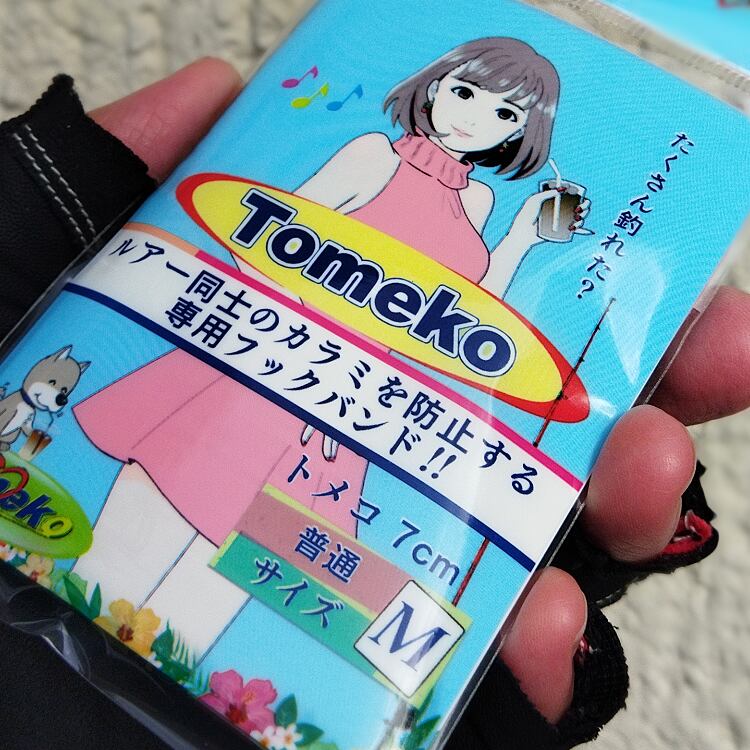 たくさん釣れた?
Tomeko
ルアー同士のカラミを防止する
専用フックバンド!!
トメコ 7cm
普通
サイズ
M